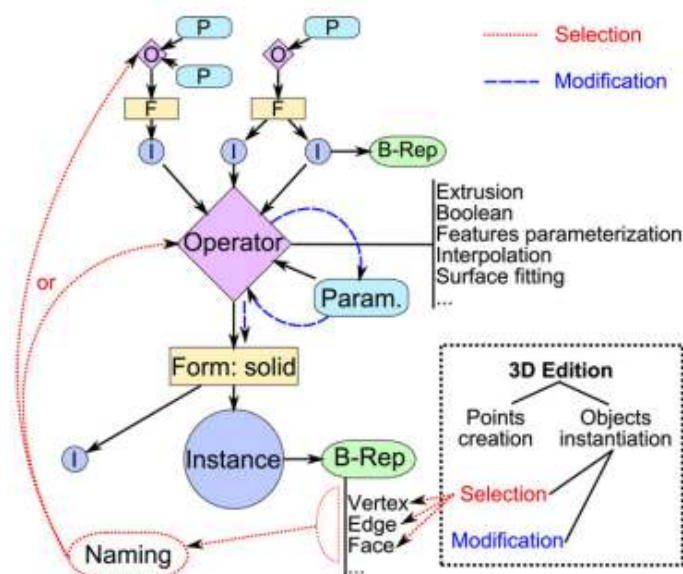 P
O
P
P
O
Selection
Modification
F
F
I
I
I
B-Rep
Extrusion
Boolean
Features parameterization
Interpolation
Surface fitting
...
Operator
Param.
or
Form: solid
3D Edition
Points
creation
Objects
instantiation
I
Instance
B-Rep
Vertex
Edge
Face
...
Selection
Modification
Naming